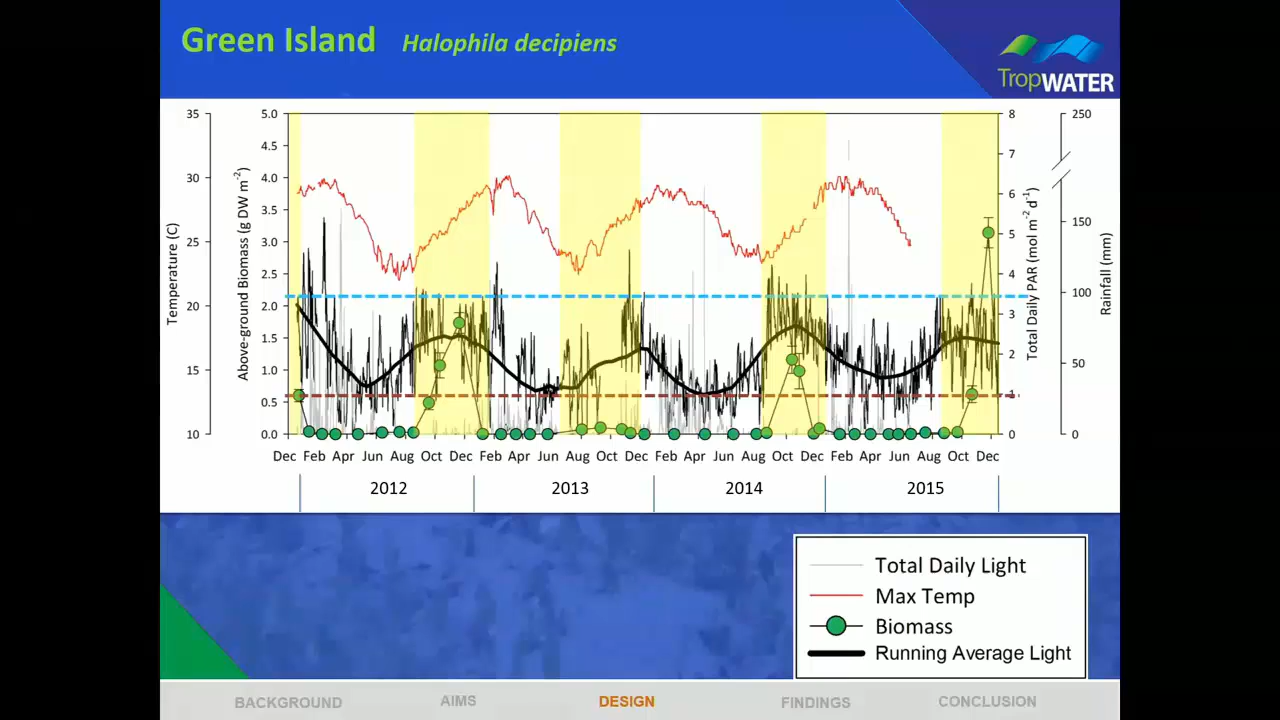 Green Island Halophila decipiens
TropWATER
35
30
25
20
15
10
Temperature (C)
5.0
4.5
4.0
3.5
3.0
2.5
2.0
1.5
1.0
0.5
0.0
Above-ground Biomass (g DW m-2)
8
7
6
5
4
3
2
1
0
Total Daily PAR (mol m-2 d-1)
250
150
100
50
0
Rainfall (mm)
Dec Feb Apr Jun Aug Oct Dec Feb Apr Jun Aug Oct Dec Feb Apr Jun Aug Oct Dec Feb Apr Jun Aug Oct Dec
2012 2013 2014 2015
Total Daily Light
Max Temp
Biomass
Running Average Light
BACKGROUND AIMS DESIGN FINDINGS CONCLUSION